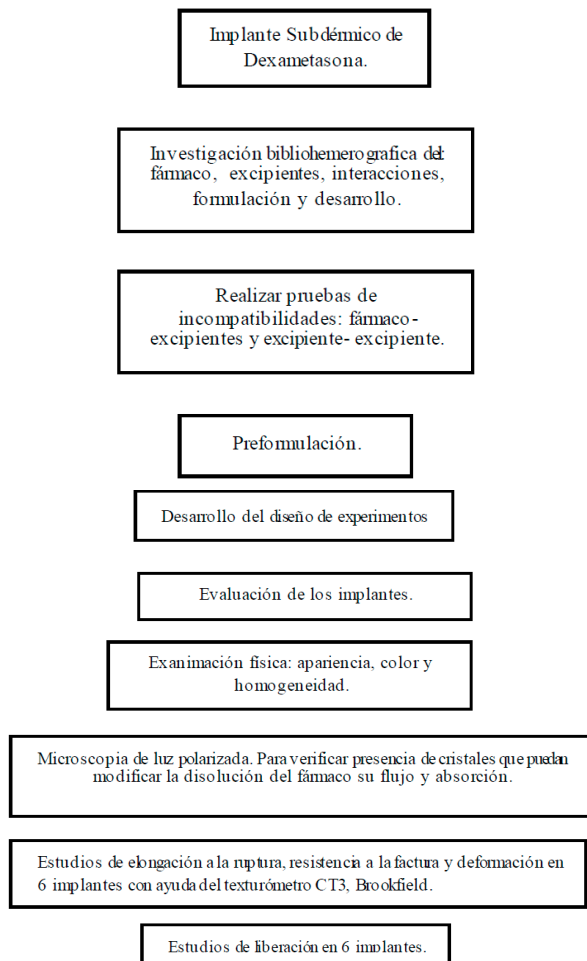 Implante Subdérmico de
Dexametasona.
Investigación bibliohemerografica del:
fármaco, excipientes, interacciones,
formulación y desarrollo.
Realizar pruebas de
incompatibilidades: fármaco-
excipientes y excipiente- excipiente.
Preformulación.
Desarrollo del diseño de experimentos
Evaluación de los implantes.
Exanimación física: apariencia, color y
homogeneidad.
Microscopia de luz polarizada. Para verificar presencia de cristales que puedan
modificar la disolución del fármaco su flujo y absorción.
Estudios de elongación a la ruptura, resistencia a la factura y deformación en
6 implantes con ayuda del texturómetro CT3, Brookfield.
Estudios de liberación en 6 implantes.